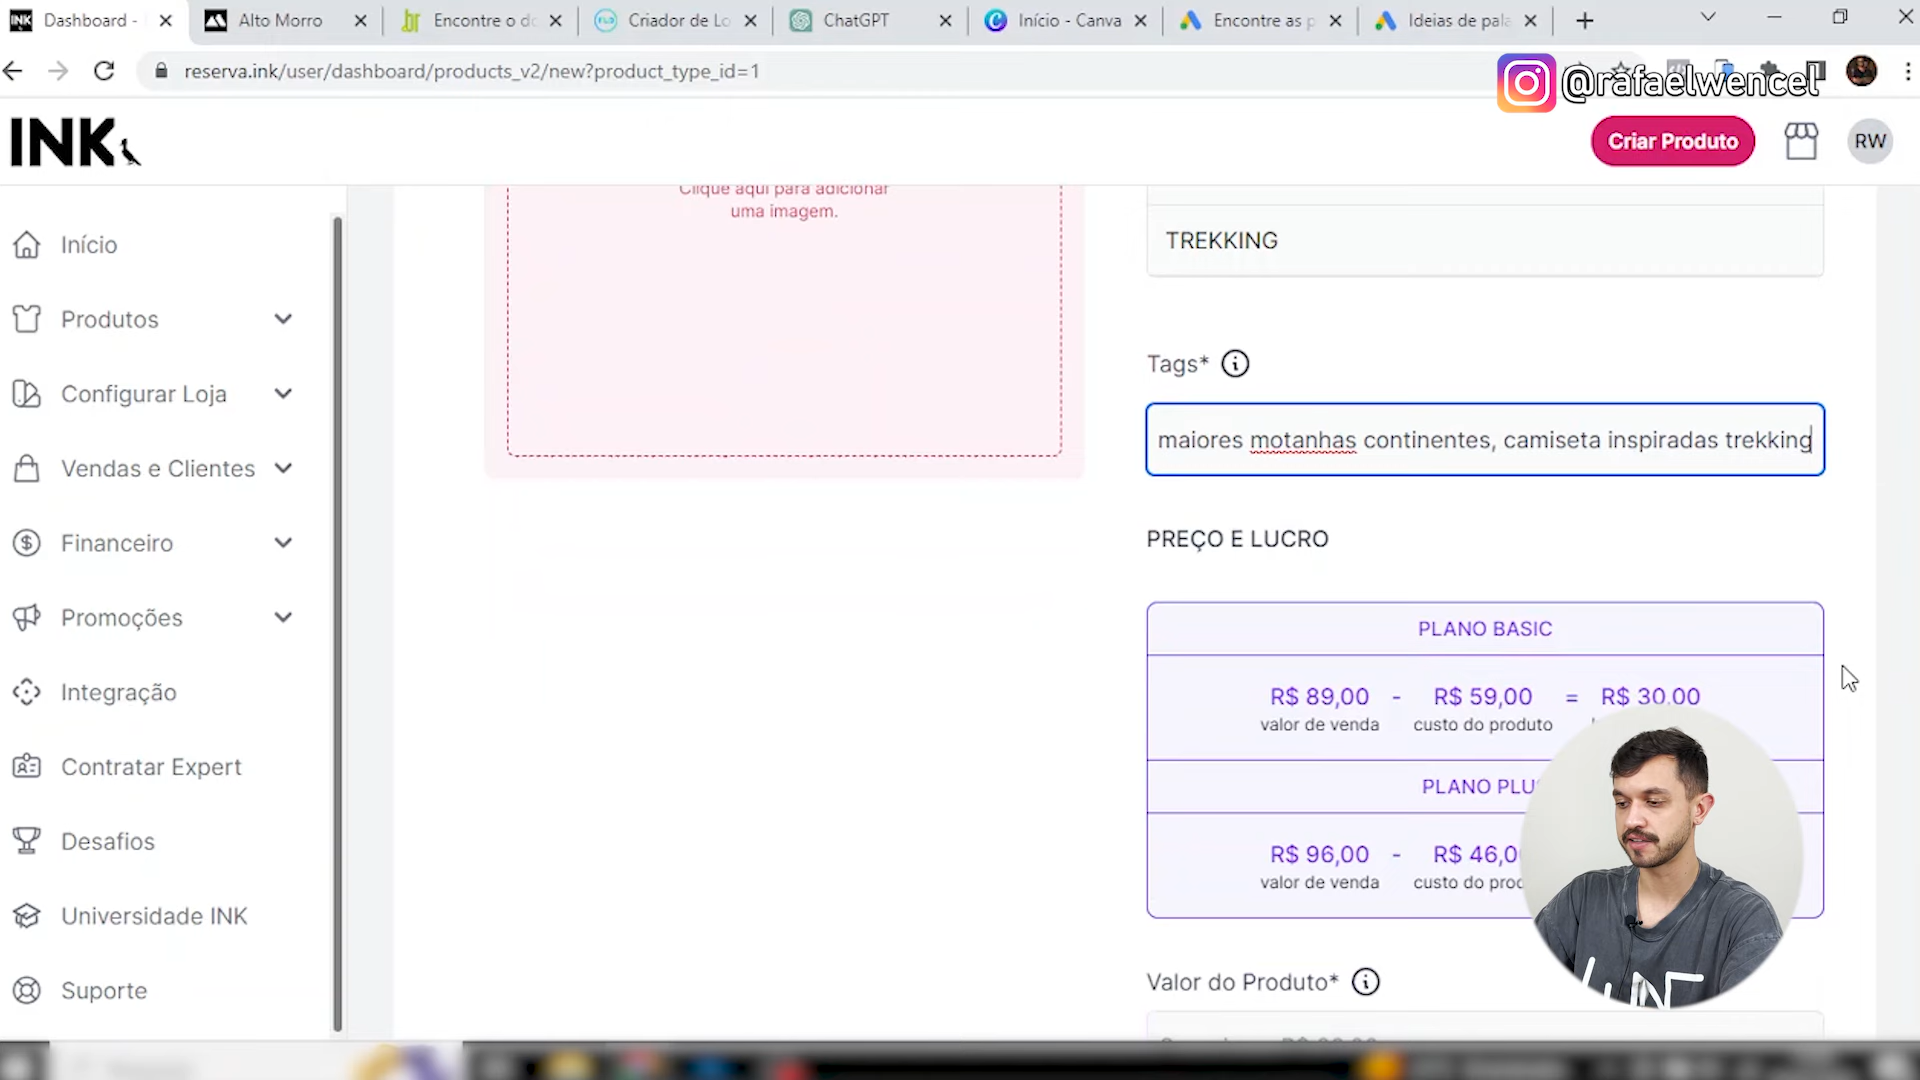 Dashboard -
Alto Morro
Encontre o do
Criador de Lo
ChatGPT
Início - Canva
Encontre as p
Ideias de pala
reserva.ink/user/dashboard/products_v2/new?product_type_id=1
@rafaelwencel
INK
Criar Produto
RW
Início
Produtos
Configurar Loja
Vendas e Clientes
Financeiro
Promoções
Integração
Contratar Expert
Desafios
Universidade INK
Suporte
Clique aqui para adicionar
uma imagem.
TREKKING
Tags*
maiores motanhas continentes, camiseta inspiradas trekking
PREÇO E LUCRO
PLANO BASIC
R$ 89,00 - R$ 59,00 = R$ 30,00
valor de venda custo do produto
PLANO PLU
R$ 96,00 - R$ 46,0
valor de venda custo do prod
Valor do Produto*